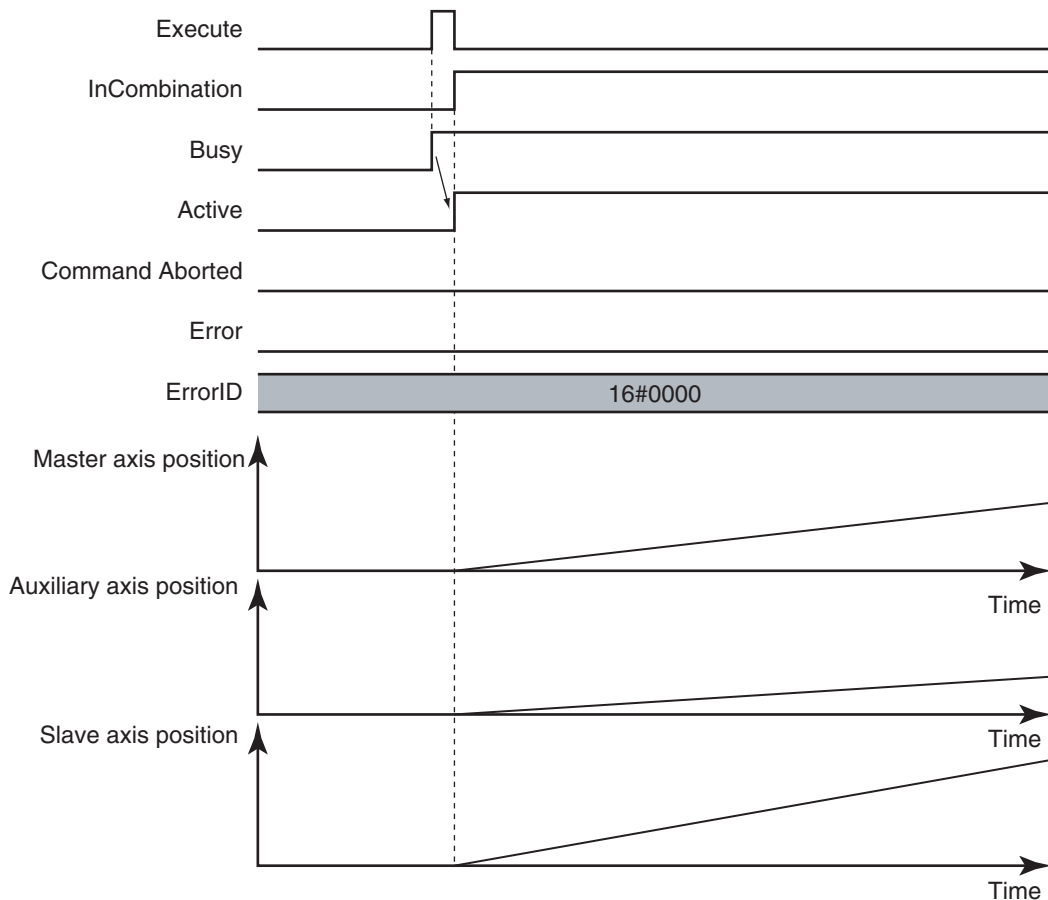 Execute
InCombination
Busy
Active
Command Aborted
Error
ErrorID
16#0000
Master axis position
Time
Auxiliary axis position
Time
Slave axis position
Time